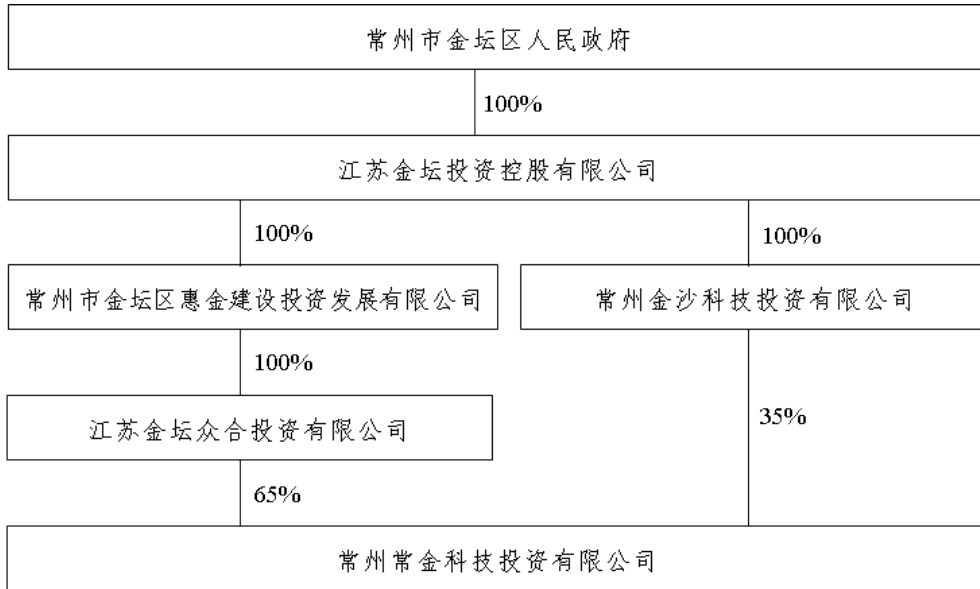 常州市金坛区人民政府
100%
江苏金坛投资控股有限公司
100%
100%
常州市金坛区惠金建设投资发展有限公司
常州金沙科技投资有限公司
100%
35%
江苏金坛众合投资有限公司
65%
常州常金科技投资有限公司